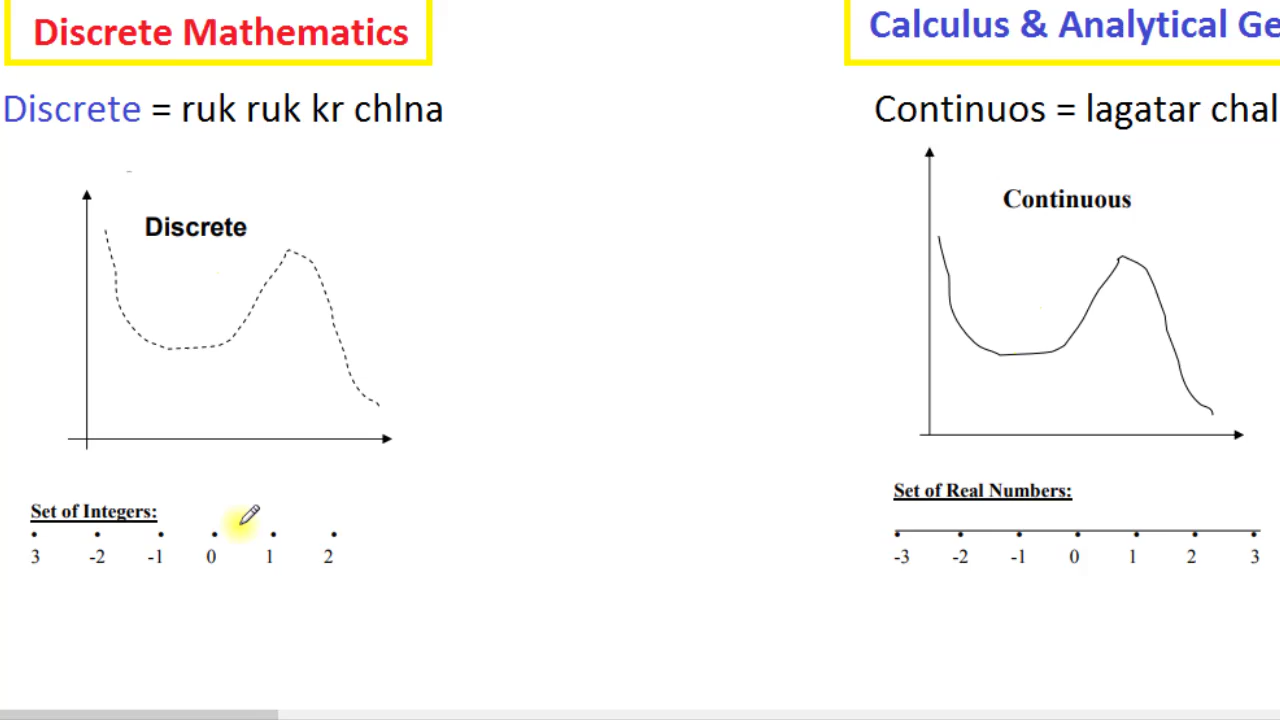 Discrete Mathematics
Discrete = ruk ruk kr chlna
Discrete
Set of Integers:
3 -2 -1 0 1 2
Calculus & Analytical Ge
Continuos = lagatar chal
Continuous
Set of Real Numbers:
-3 -2 -1 0 1 2 3